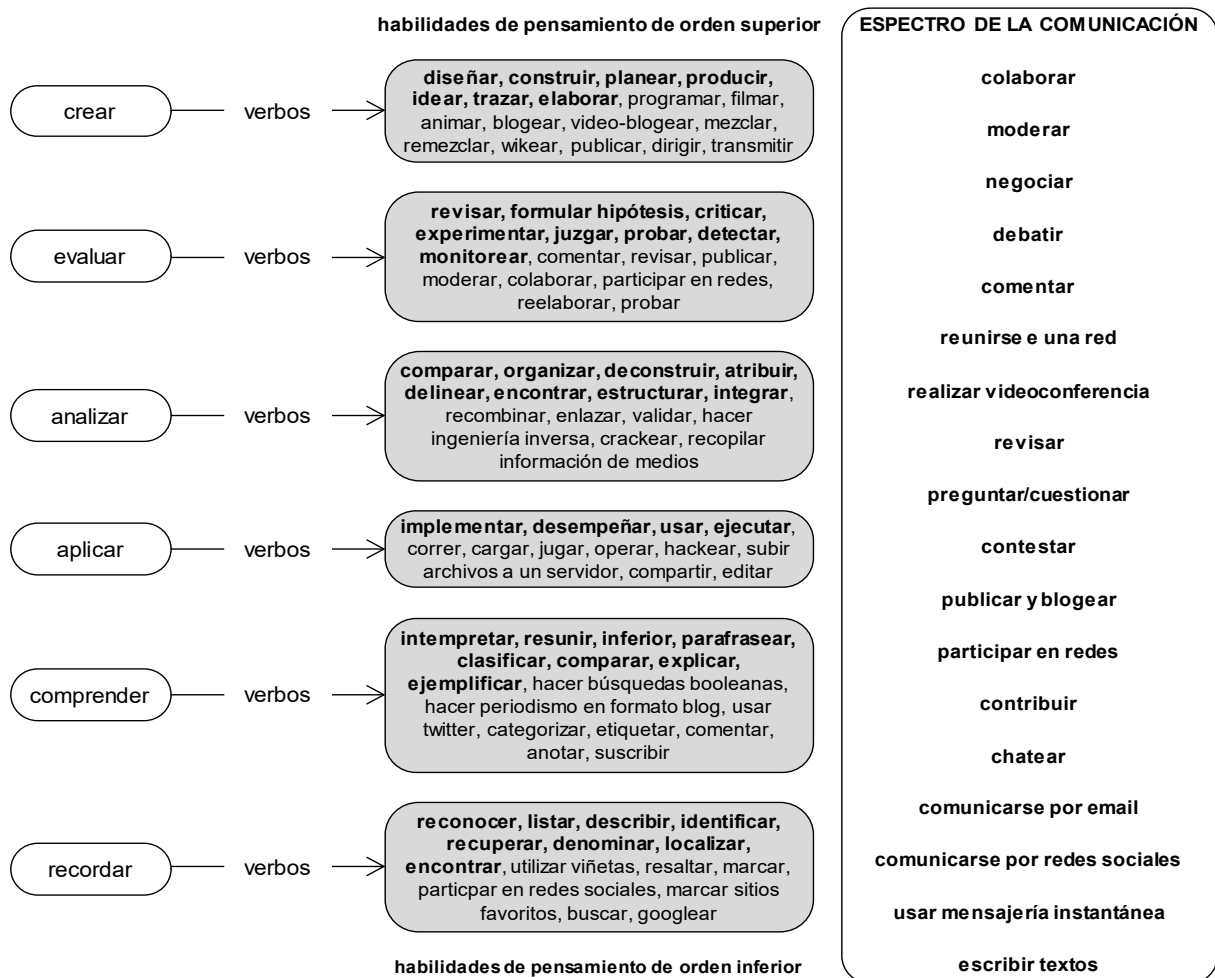 habilidades de pensamiento de orden superior
crear
verbos
diseñar, construir, planear, producir,
idear, trazar, elaborar, programar, filmar,
animar, blogear, video-blogear, mezclar,
remezclar, wikear, publicar, dirigir, transmitir
evaluar
verbos
revisar, formular hipótesis, criticar,
experimentar, juzgar, probar, detectar,
monitorear, comentar, revisar, publicar,
moderar, colaborar, participar en redes,
reelaborar, probar
analizar
verbos
comparar, organizar, deconstruir, atribuir,
delinear, encontrar, estructurar, integrar,
recombinar, enlazar, validar, hacer
ingeniería inversa, crackear, recopilar
información de medios
aplicar
verbos
implementar, desempeñar, usar, ejecutar,
correr, cargar, jugar, operar, hackear, subir
archivos a un servidor, compartir, editar
comprender
verbos
intempretar, resunir, inferior, parafrasear,
clasificar, comparar, explicar,
ejemplificar, hacer búsquedas booleanas,
hacer periodismo en formato blog, usar
twitter, categorizar, etiquetar, comentar,
anotar, suscribir
recordar
verbos
reconocer, listar, describir, identificar,
recuperar, denominar, localizar,
encontrar, utilizar viñetas, resaltar, marcar,
particpar en redes sociales, marcar sitios
favoritos, buscar, googlear
habilidades de pensamiento de orden inferior
ESPECTRO DE LA COMUNICACIÓN
colaborar
moderar
negociar
debatir
comentar
reunirse e una red
realizar videoconferencia
revisar
preguntar/cuestionar
contestar
publicar y blogear
participar en redes
contribuir
chatear
comunicarse por email
comunicarse por redes sociales
usar mensajería instantánea
escribir textos